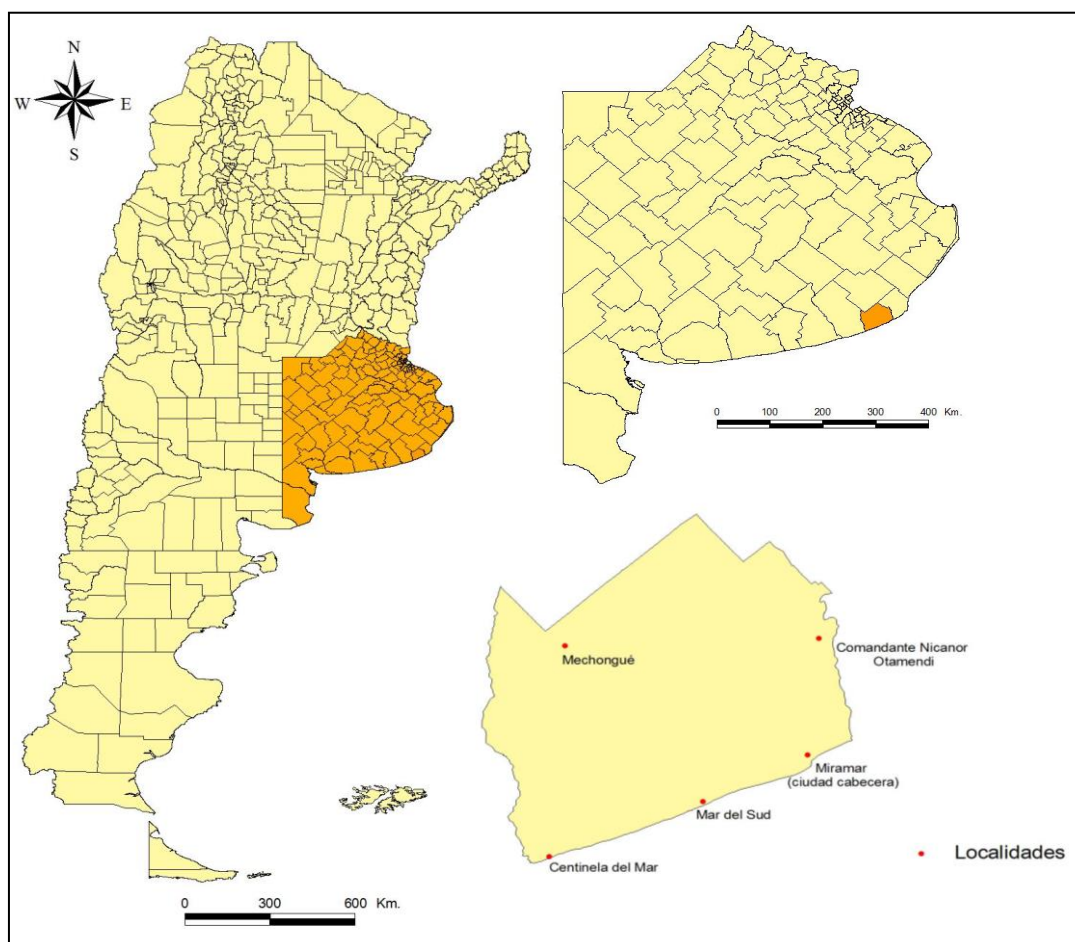 N
W E
S
0 100 200 300 400 Km.
Mechongué
Comandante Nicanor
Otamendi
Miramar
(ciudad cabecera)
Mar del Sud
Centinela del Mar
Localidades
0 300 600 Km.